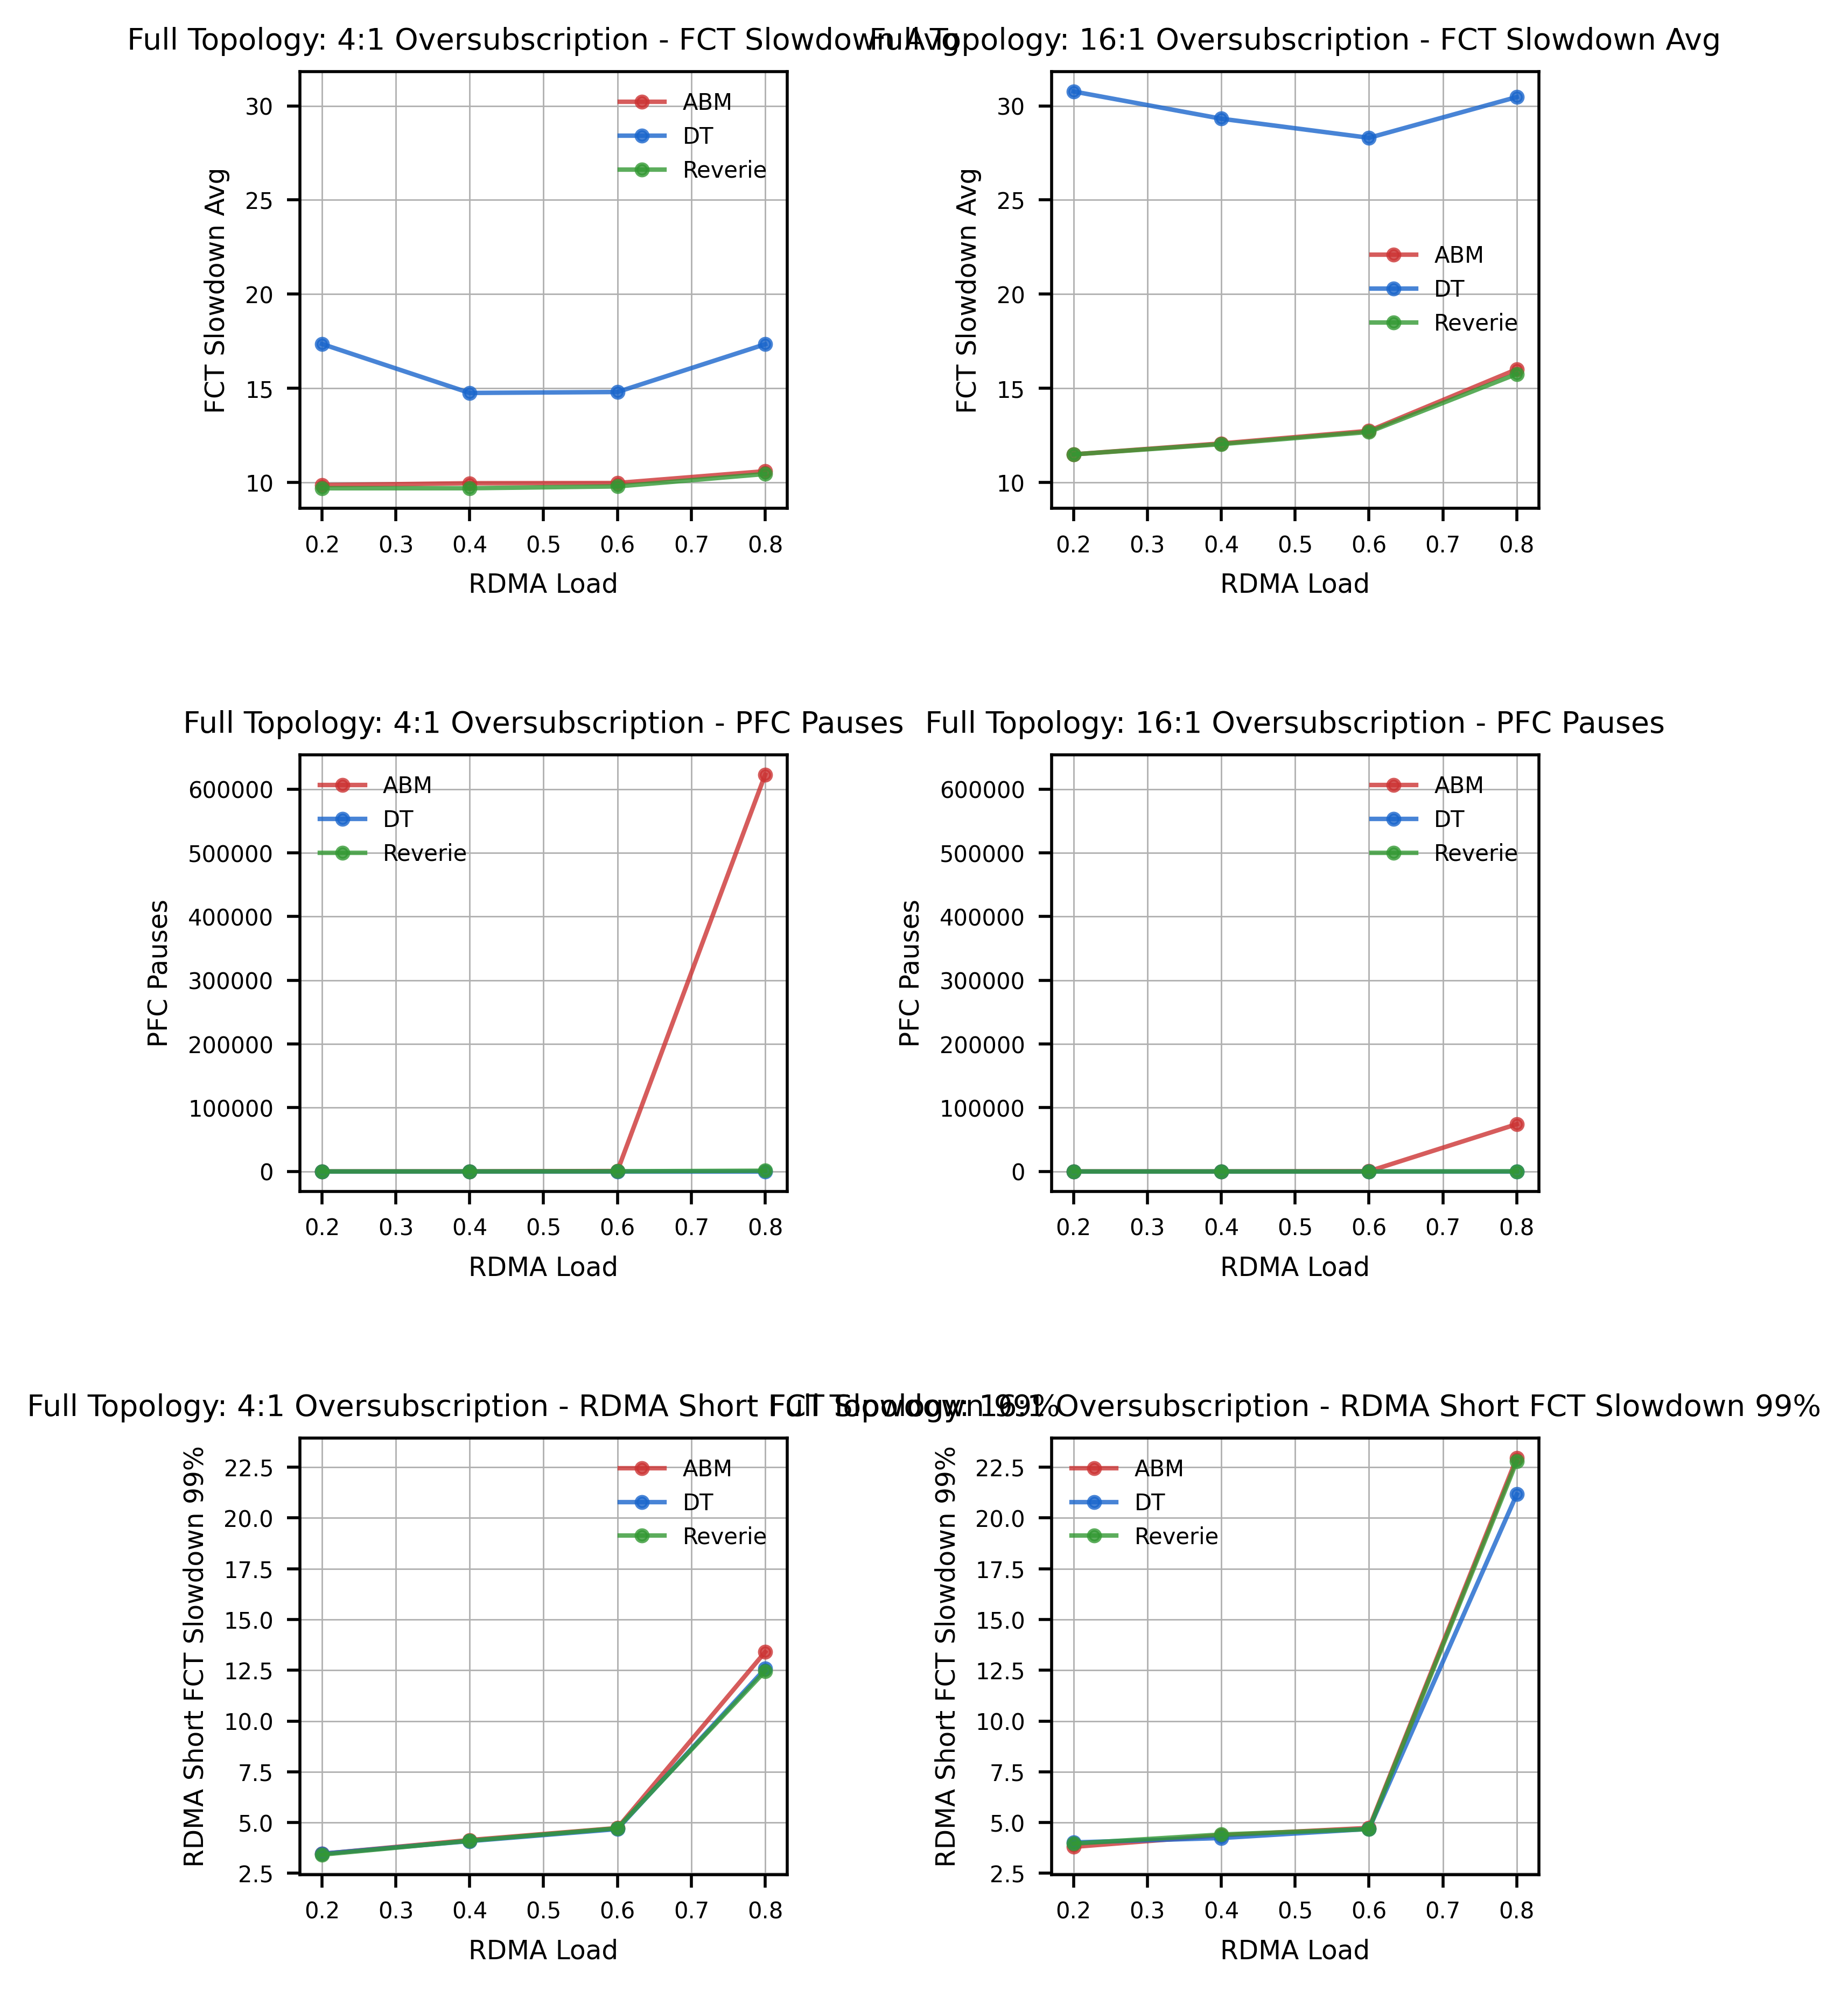 Full Topology: 4:1 Oversubscription - FCT Slowdown Avg
30
25
20
15
10
FCT Slowdown Avg
ABM
DT
Reverie
0.2 0.3 0.4 0.5 0.6 0.7 0.8
RDMA Load
Full Topology: 16:1 Oversubscription - FCT Slowdown Avg
30
25
20
15
10
FCT Slowdown Avg
ABM
DT
Reverie
0.2 0.3 0.4 0.5 0.6 0.7 0.8
RDMA Load
Full Topology: 4:1 Oversubscription - PFC Pauses
600000
500000
400000
300000
200000
100000
0
PFC Pauses
ABM
DT
Reverie
0.2 0.3 0.4 0.5 0.6 0.7 0.8
RDMA Load
Full Topology: 16:1 Oversubscription - PFC Pauses
600000
500000
400000
300000
200000
100000
0
PFC Pauses
ABM
DT
Reverie
0.2 0.3 0.4 0.5 0.6 0.7 0.8
RDMA Load
Full Topology: 4:1 Oversubscription - RDMA Short FCT Slowdown 99%
22.5
20.0
17.5
15.0
12.5
10.0
7.5
5.0
2.5
RDMA Short FCT Slowdown 99%
ABM
DT
Reverie
0.2 0.3 0.4 0.5 0.6 0.7 0.8
RDMA Load
Full Topology: 16:1 Oversubscription - RDMA Short FCT Slowdown 99%
22.5
20.0
17.5
15.0
12.5
10.0
7.5
5.0
2.5
RDMA Short FCT Slowdown 99%
ABM
DT
Reverie
0.2 0.3 0.4 0.5 0.6 0.7 0.8
RDMA Load